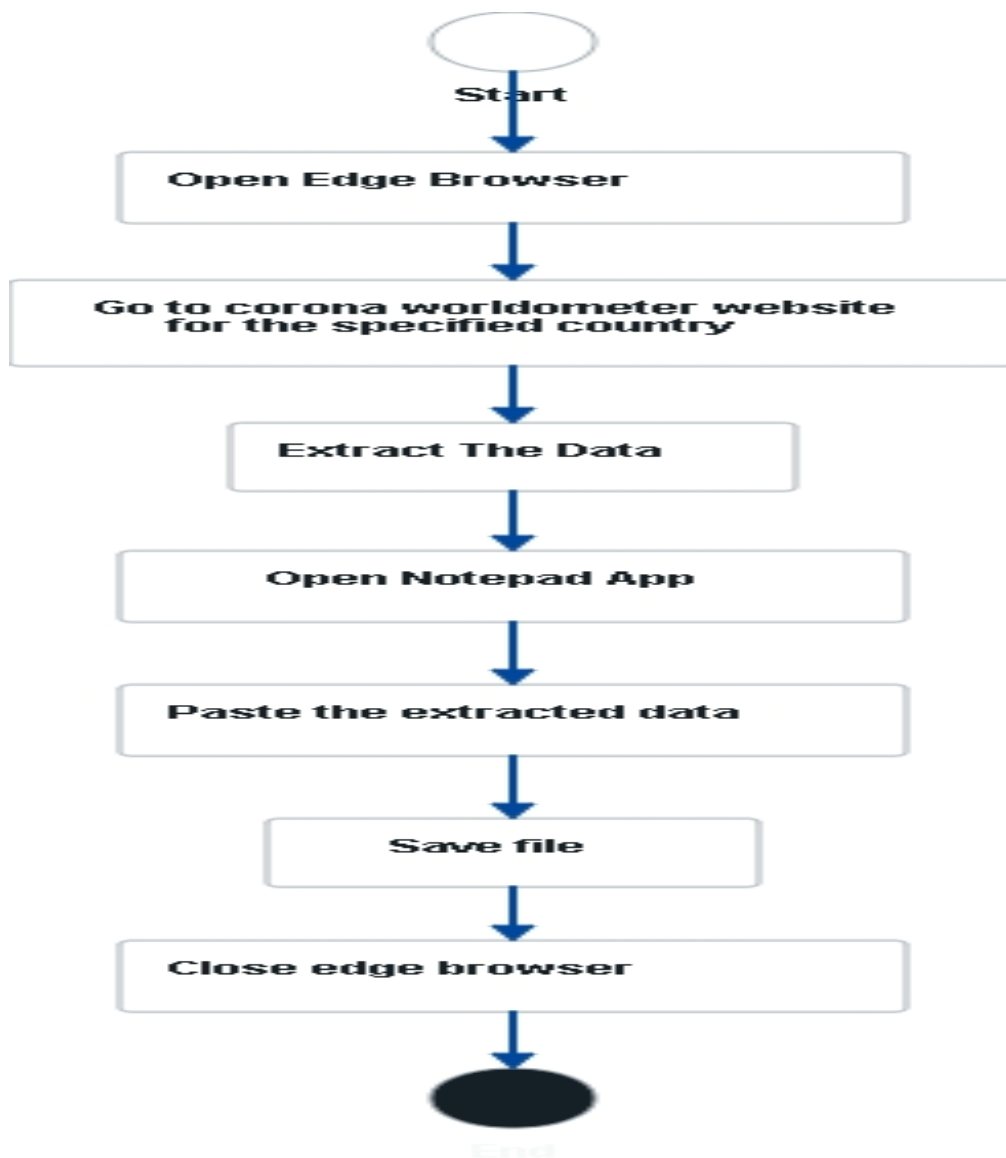 Start
Open Edge Browser
Go to corona worldometer website
for the specified country
Extract The Data
Open Notepad App
Paste the extracted data
Save file
Close edge browser
End